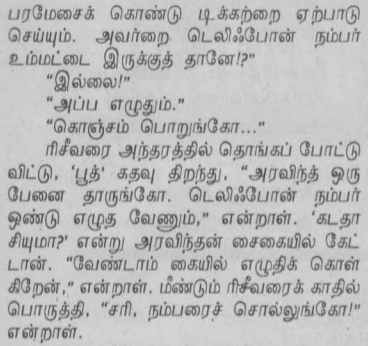 பரமேசைக் கொண்டு டிக்கற்றை ஏற்பாடு
செய்யும். அவர்றை டெலிஃபோன் நம்பர்
உம்மட்டை இருக்குத் தானே!?”
“இல்லை!”
“அப்ப எழுதும்.”
“கொஞ்சம் பொறுங்கோ...”
ரிசீவரை அந்தரத்தில் தொங்கப் போட்டு
விட்டு, ‘பூத்’ கதவு திறந்து, “அரவிந்த் ஒரு
பேனை தாருங்கோ. டெலிஃபோன் நம்பர்
ஒண்டு எழுத வேணும்,” என்றாள். ‘கடதா
சியுமா?’ என்று அரவிந்தன் சைகையில் கேட்
டான். “வேண்டாம் கையில் எழுதிக் கொள்
கிறேன்,” என்றாள். மீண்டும் ரிசீவரைக் காதில்
பொருத்தி, “சரி, நம்பரைச் சொல்லுங்கோ!”
என்றாள்.